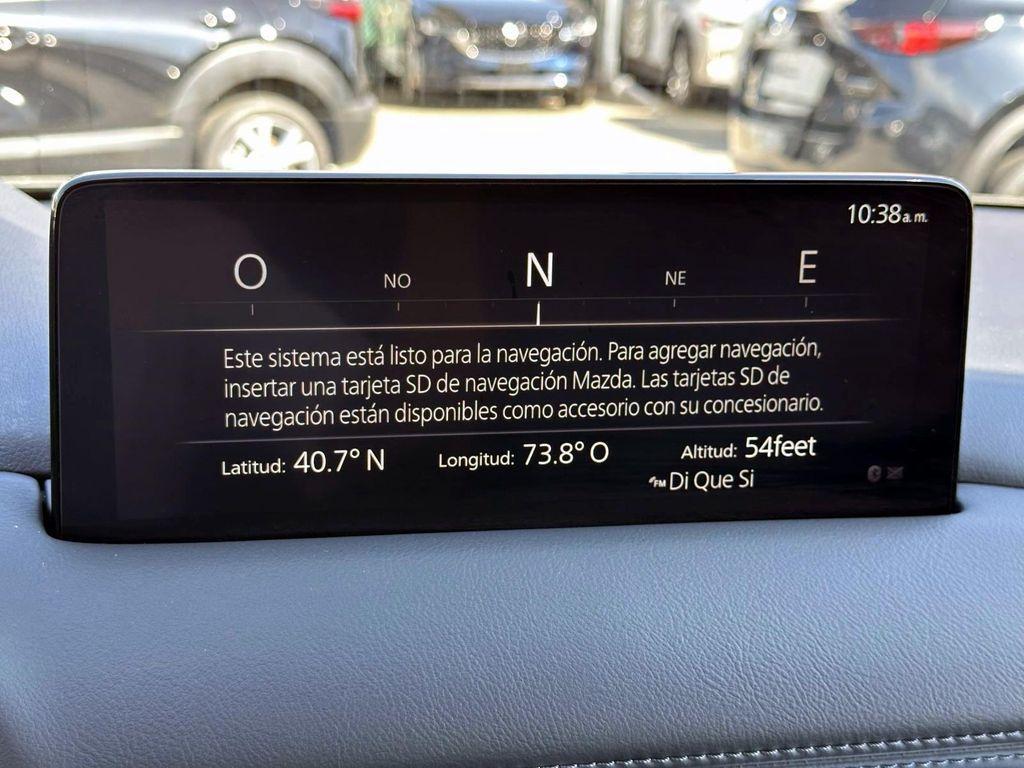 10:38a.m.
O NO N NE E
Este sistema está listo para la navegación. Para agregar navegación,
insertar una tarjeta SD de navegación Mazda. Las tarjetas SD de
navegación están disponibles como accesorio con su concesionario.
Latitud: 40.7° N Longitud: 73.8° O Altitud: 54feet
FM Di Que Si